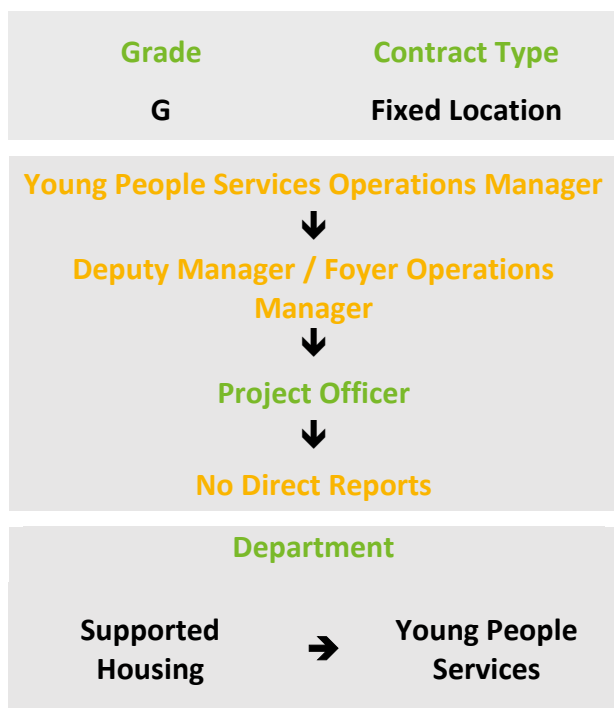 Grade Contract Type
G Fixed Location
Young People Services Operations Manager
Deputy Manager / Foyer Operations
Manager
Project Officer
No Direct Reports
Department
Supported
Housing
Young People
Services